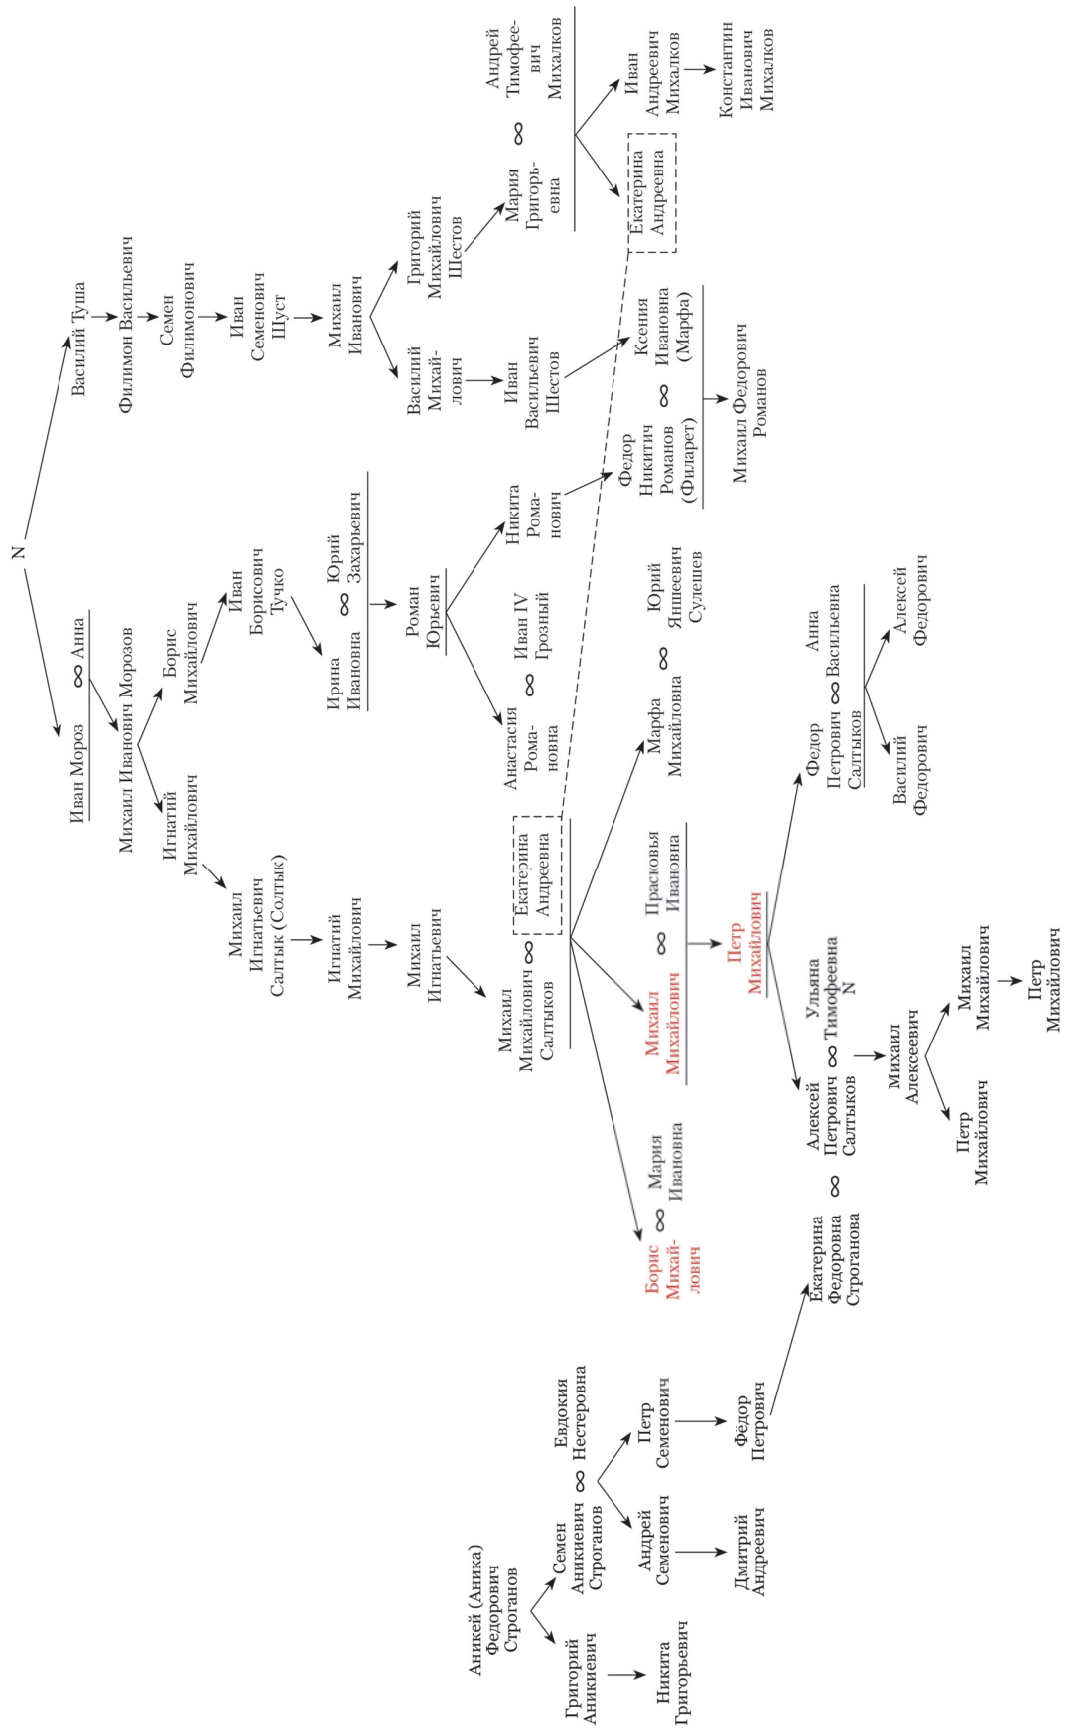 N
Иван Мороз
Анна
Василий Туша
Михаил Иванович Морозов
Филимон Васильевич
Игнатий
Михайлович
Борис
Михайлович
Семен
Филимонович
Михаил
Игнатьевич
Салтык (Солтык)
Иван
Борисович
Тучко
Иван
Семенович
Шуст
Игнатий
Михайлович
Ирина
Ивановна
Юрий
Захарьевич
Михаил
Иванович
Михаил
Игнатьевич
Роман
Юрьевич
Василий
Михай-
лович
Григорий
Михайлович
Шестов
Аникей (Аника)
Федорович
Строганов
Михаил
Михайлович
Салтыков
Екатерина
Андреевна
Анастасия
Рома-
новна
Иван IV
Грозный
Никита
Рома-
нович
Иван
Васильевич
Шестов
Мария
Григорь-
евна
Андрей
Тимофее-
вич
Михалков
Григорий
Аникиевич
Семен
Аникиевич
Строганов
Евдокия
Нестеровна
Никита
Григорьевич
Андрей
Семенович
Петр
Семенович
Борис
Михай-
лович
Мария
Ивановна
Михаил
Михайлович
Прасковья
Ивановна
Марфа
Михайловна
Юрий
Яншеевич
Сулешев
Федор
Никитич
Романов
(Филарет)
Ксения
Ивановна
(Марфа)
Екатерина
Андреевна
Иван
Андреевич
Михалков
Дмитрий
Андреевич
Фёдор
Петрович
Петр
Михайлович
Михаил Федорович
Романов
Константин
Иванович
Михалков
Екатерина
Федоровна
Строганова
Алексей
Петрович
Салтыков
Ульяна
Тимофеевна
N
Федор
Петрович
Салтыков
Анна
Васильевна
Михаил
Алексеевич
Василий
Федорович
Алексей
Федорович
Петр
Михайлович
Михаил
Михайлович
Петр
Михайлович